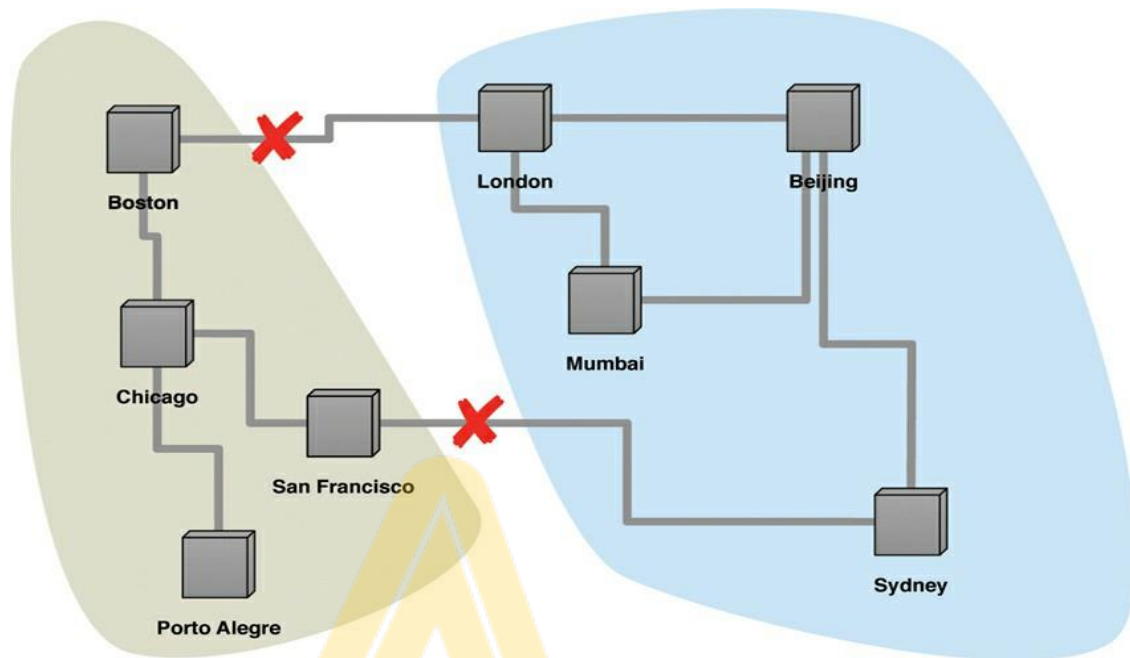 Boston
London
Beijing
Chicago
Mumbai
San Francisco
Sydney
Porto Alegre